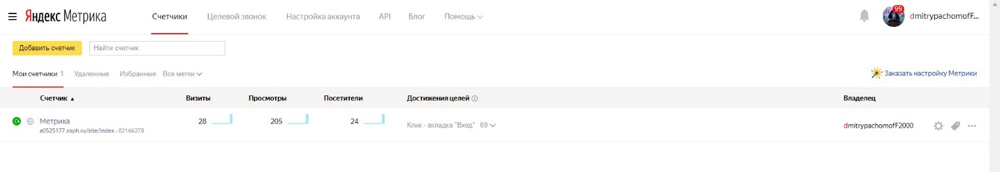 Яндекс Метрика Счетчики Целевой звонок Настройка аккаунта API Блог Помощь 99 dmitrypachomofF...
Добавить счетчик Найти счетчик
Мои счетчики 1 Удаленные Избранные Все метки Заказать настройку Метрики
Счетчик ▲ Визиты Просмотры Посетители Достижения целей Владелец
Метрика 28 205 24 Клик - вкладка "Вход" 69 dmitrypachomofF2000
a0525177.xsph.ru/site/index - 82166278